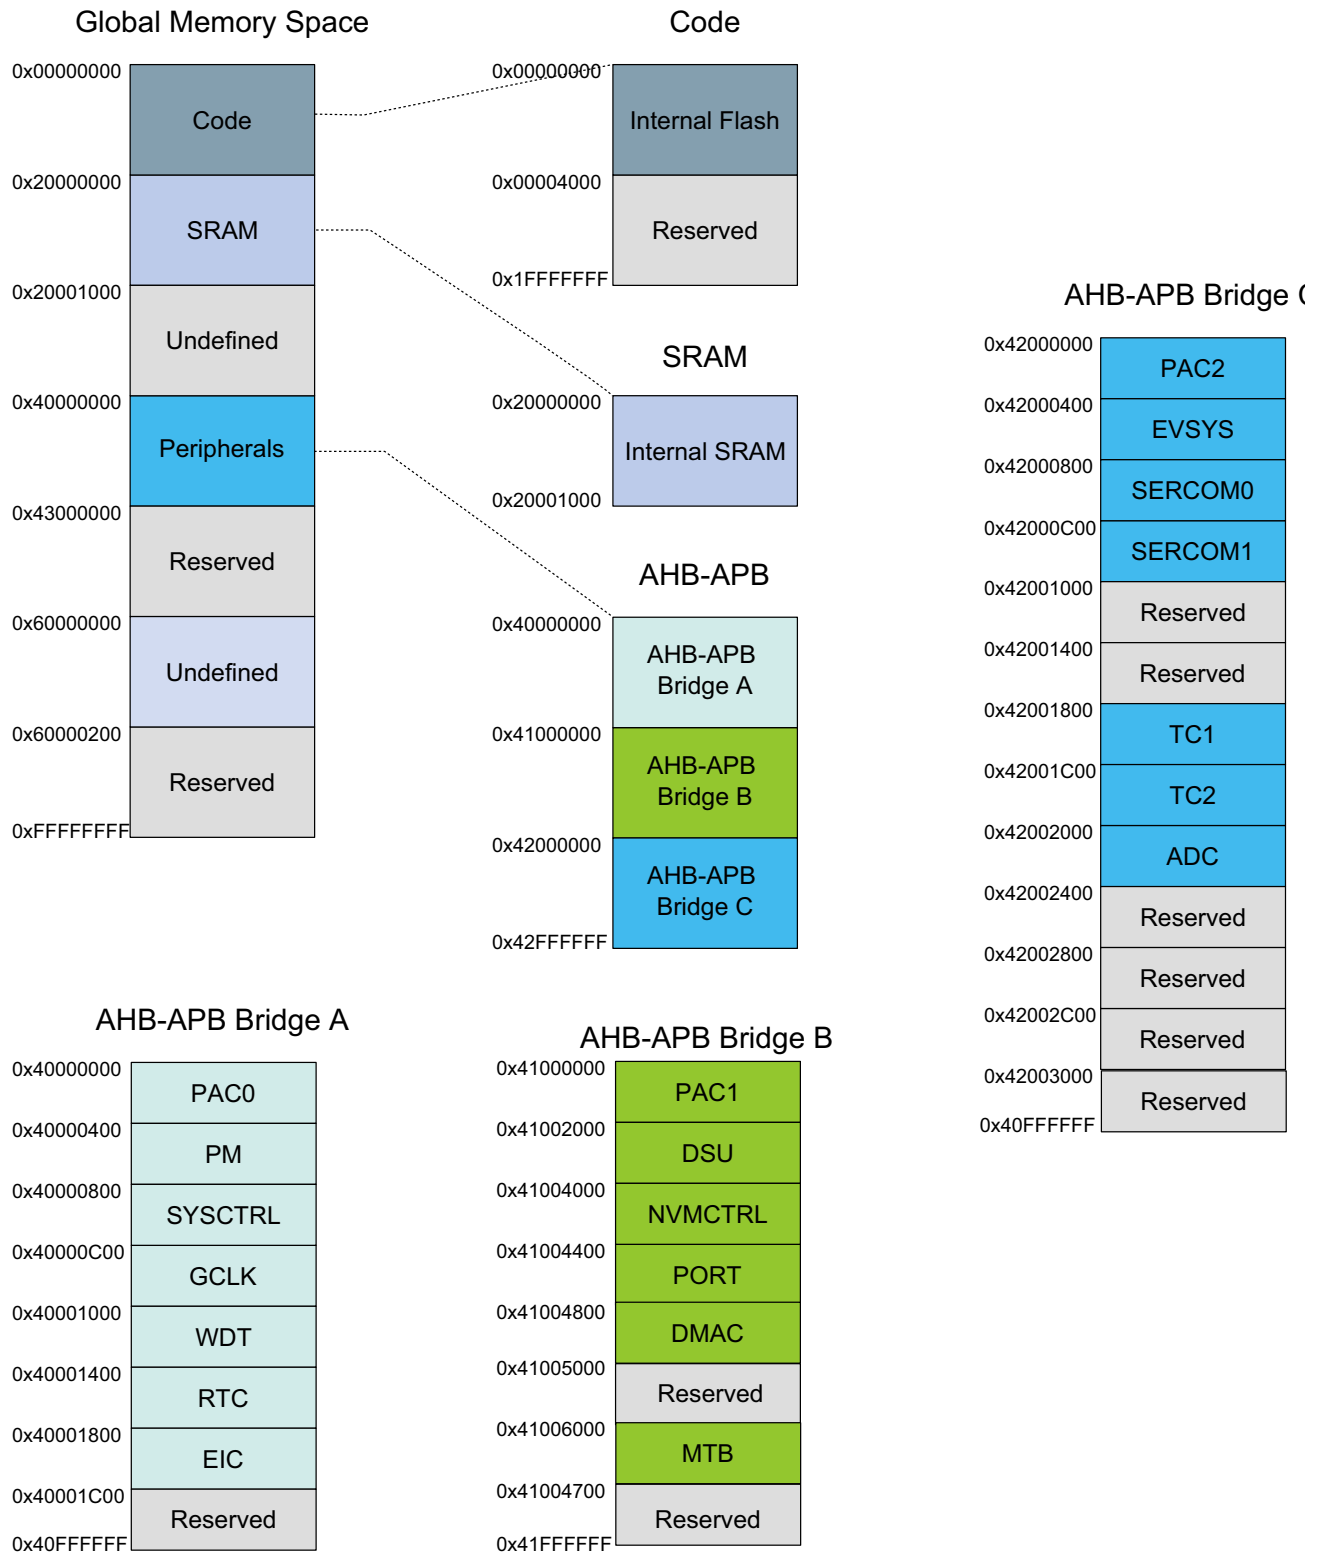 Global Memory Space
0x00000000
Code
0x20000000
SRAM
0x20001000
Undefined
0x40000000
Peripherals
0x43000000
Reserved
0x60000000
Undefined
0x60000200
Reserved
0xFFFFFFFF
Code
0x00000000
Internal Flash
0x00004000
Reserved
0x1FFFFFFF
SRAM
0x20000000
Internal SRAM
0x20001000
AHB-APB
0x40000000
AHB-APB
Bridge A
0x41000000
AHB-APB
Bridge B
0x42000000
AHB-APB
Bridge C
0x42FFFFFF
AHB-APB Bridge C
0x42000000
PAC2
0x42000400
EVSYS
0x42000800
SERCOM0
0x42000C00
SERCOM1
0x42001000
Reserved
0x42001400
Reserved
0x42001800
TC1
0x42001C00
TC2
0x42002000
ADC
0x42002400
Reserved
0x42002800
Reserved
0x42002C00
Reserved
0x42003000
Reserved
0x40FFFFFF
AHB-APB Bridge A
0x40000000
PAC0
0x40000400
PM
0x40000800
SYSCTRL
0x40000C00
GCLK
0x40001000
WDT
0x40001400
RTC
0x40001800
EIC
0x40001C00
Reserved
0x40FFFFFF
AHB-APB Bridge B
0x41000000
PAC1
0x41002000
DSU
0x41004000
NVMCTRL
0x41004400
PORT
0x41004800
DMAC
0x41005000
Reserved
0x41006000
MTB
0x41004700
Reserved
0x41FFFFFF